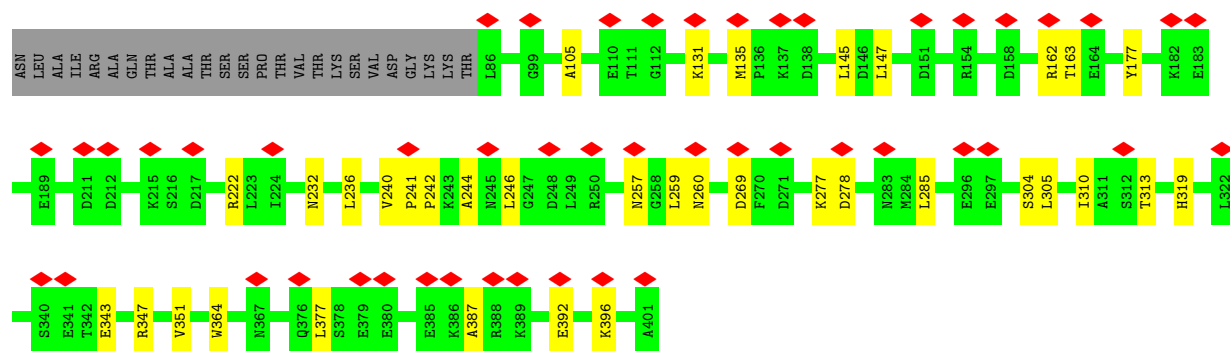 ASN LEU ALA ILE ARG ALA GLN THR ALA ALA THR SER SER PRO THR VAL THR LYS SER VAL ASP GLY LYS LYS THR L86 G99 A105 E110 T111 G112 K131 M135 P136 K137 D138 L145 D146 L147 D151 R154 D158 R162 T163 E164 Y177 K182 E183
E189 D211 D212 K215 S216 D217 R222 L223 I224 N232 L236 V240 P241 P242 K243 A244 N245 L246 G247 D248 L249 R250 N257 G258 L259 N260 D269 F270 D271 K277 D278 N283 M284 L285 E296 E297 S304 L305 I310 A311 S312 T313 H319 L322
S340 E341 T342 E343 R347 V351 W364 N367 Q376 L377 S378 E379 E380 E385 K386 A387 R388 K389 E392 K396 A401